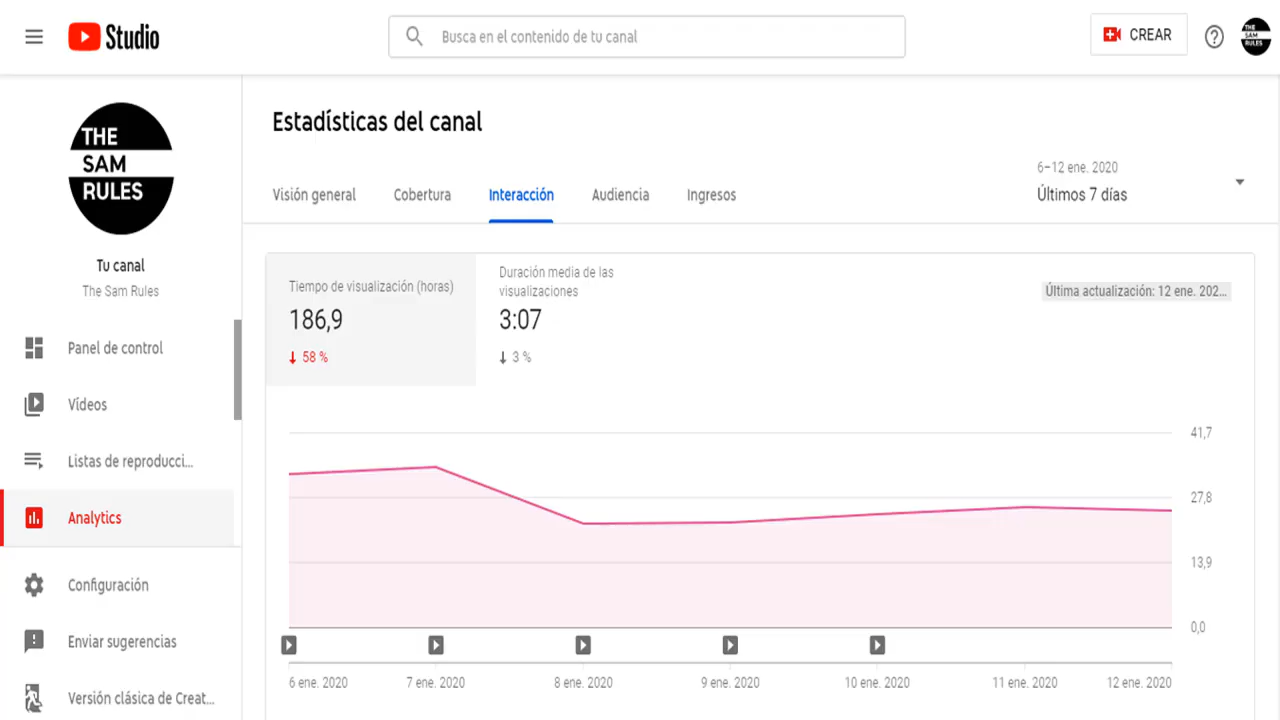 Studio
Busca en el contenido de tu canal
CREAR
THE
SAM
RULES
THE
SAM
RULES
Tu canal
The Sam Rules
Panel de control
Vídeos
Listas de reproducci...
Analytics
Configuración
Enviar sugerencias
Versión clásica de Creat...
Estadísticas del canal
Visión general
Cobertura
Interacción
Audiencia
Ingresos
6–12 ene. 2020
Últimos 7 días
Tiempo de visualización (horas)
186,9
58 %
Duración media de las
visualizaciones
3:07
3 %
Última actualización: 12 ene. 202...
41,7
27,8
13,9
0,0
6 ene. 2020
7 ene. 2020
8 ene. 2020
9 ene. 2020
10 ene. 2020
11 ene. 2020
12 ene. 2020